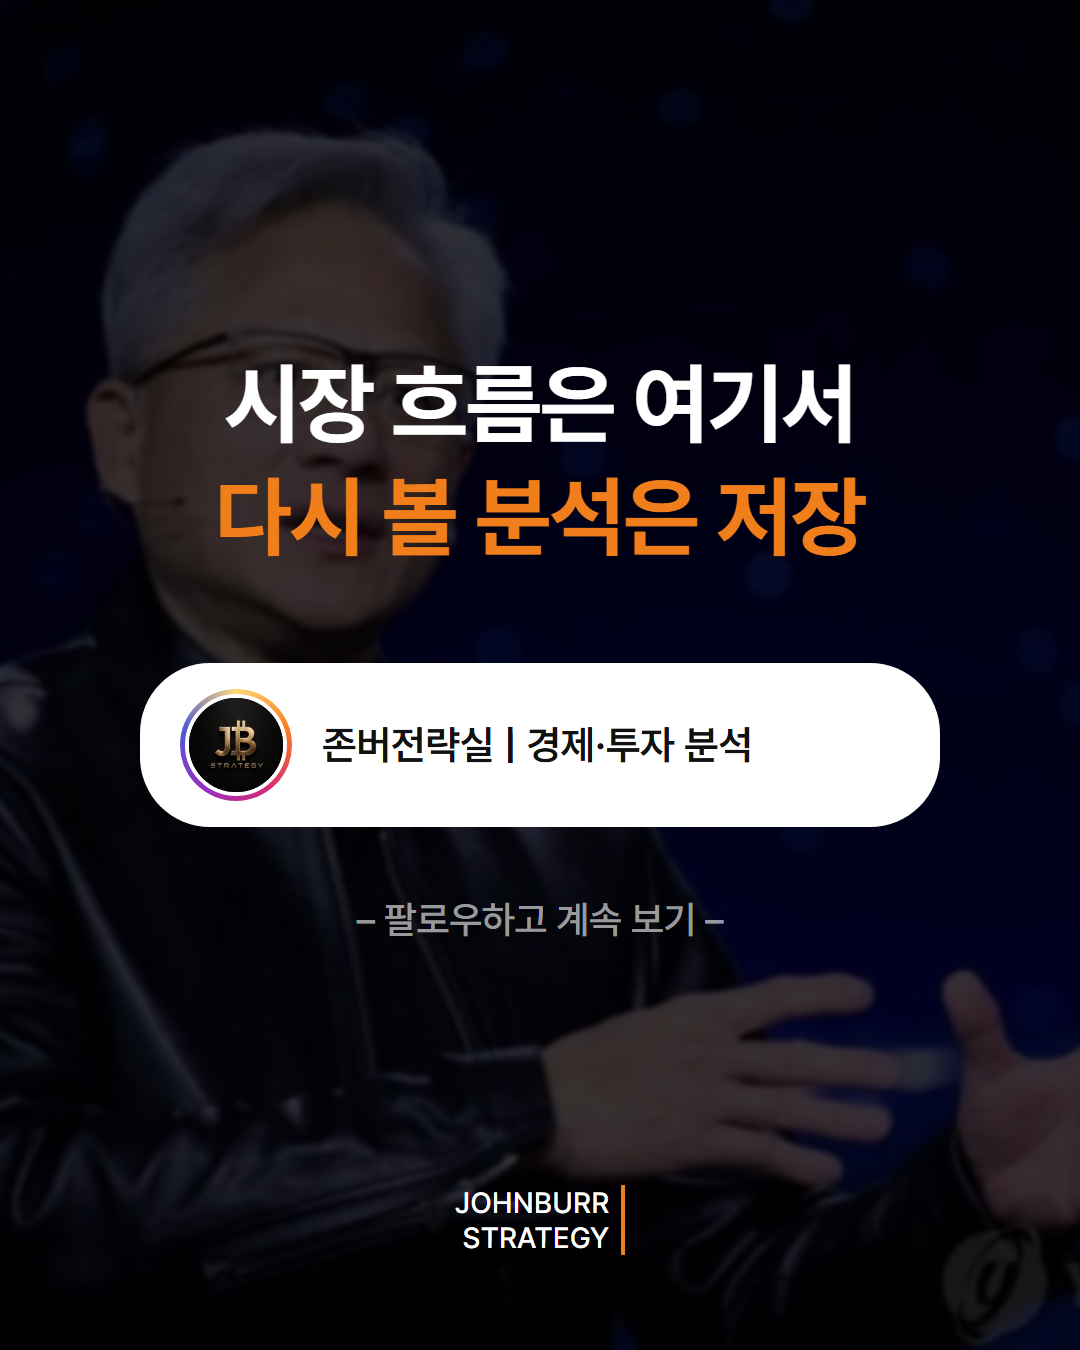 시장 흐름은 여기서
다시 볼 분석은 저장
JB
STRATEGY
존버전략실 | 경제·투자 분석
– 팔로우하고 계속 보기 –
JOHNBURR
STRATEGY